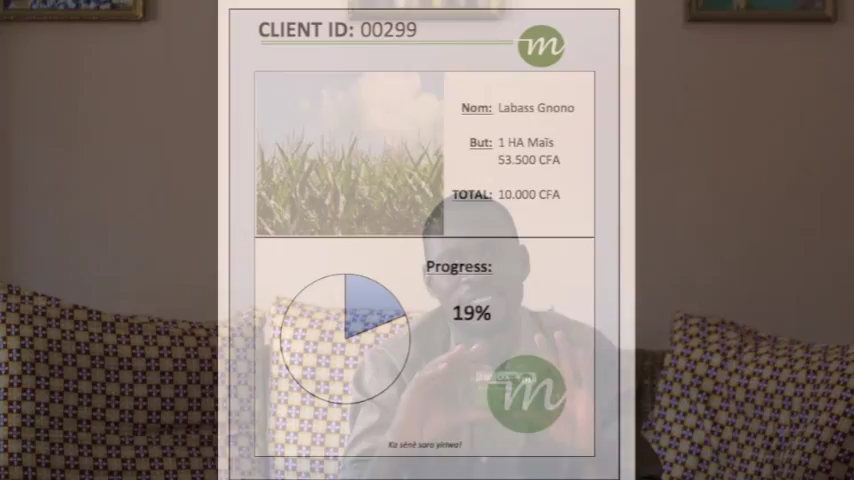 CLIENT ID: 00299
m
Nom: Labass Gnono
But: 1 HA Maïs
53.500 CFA
TOTAL: 10.000 CFA
Progress:
19%
m
Ka sènè sara yiriwa!